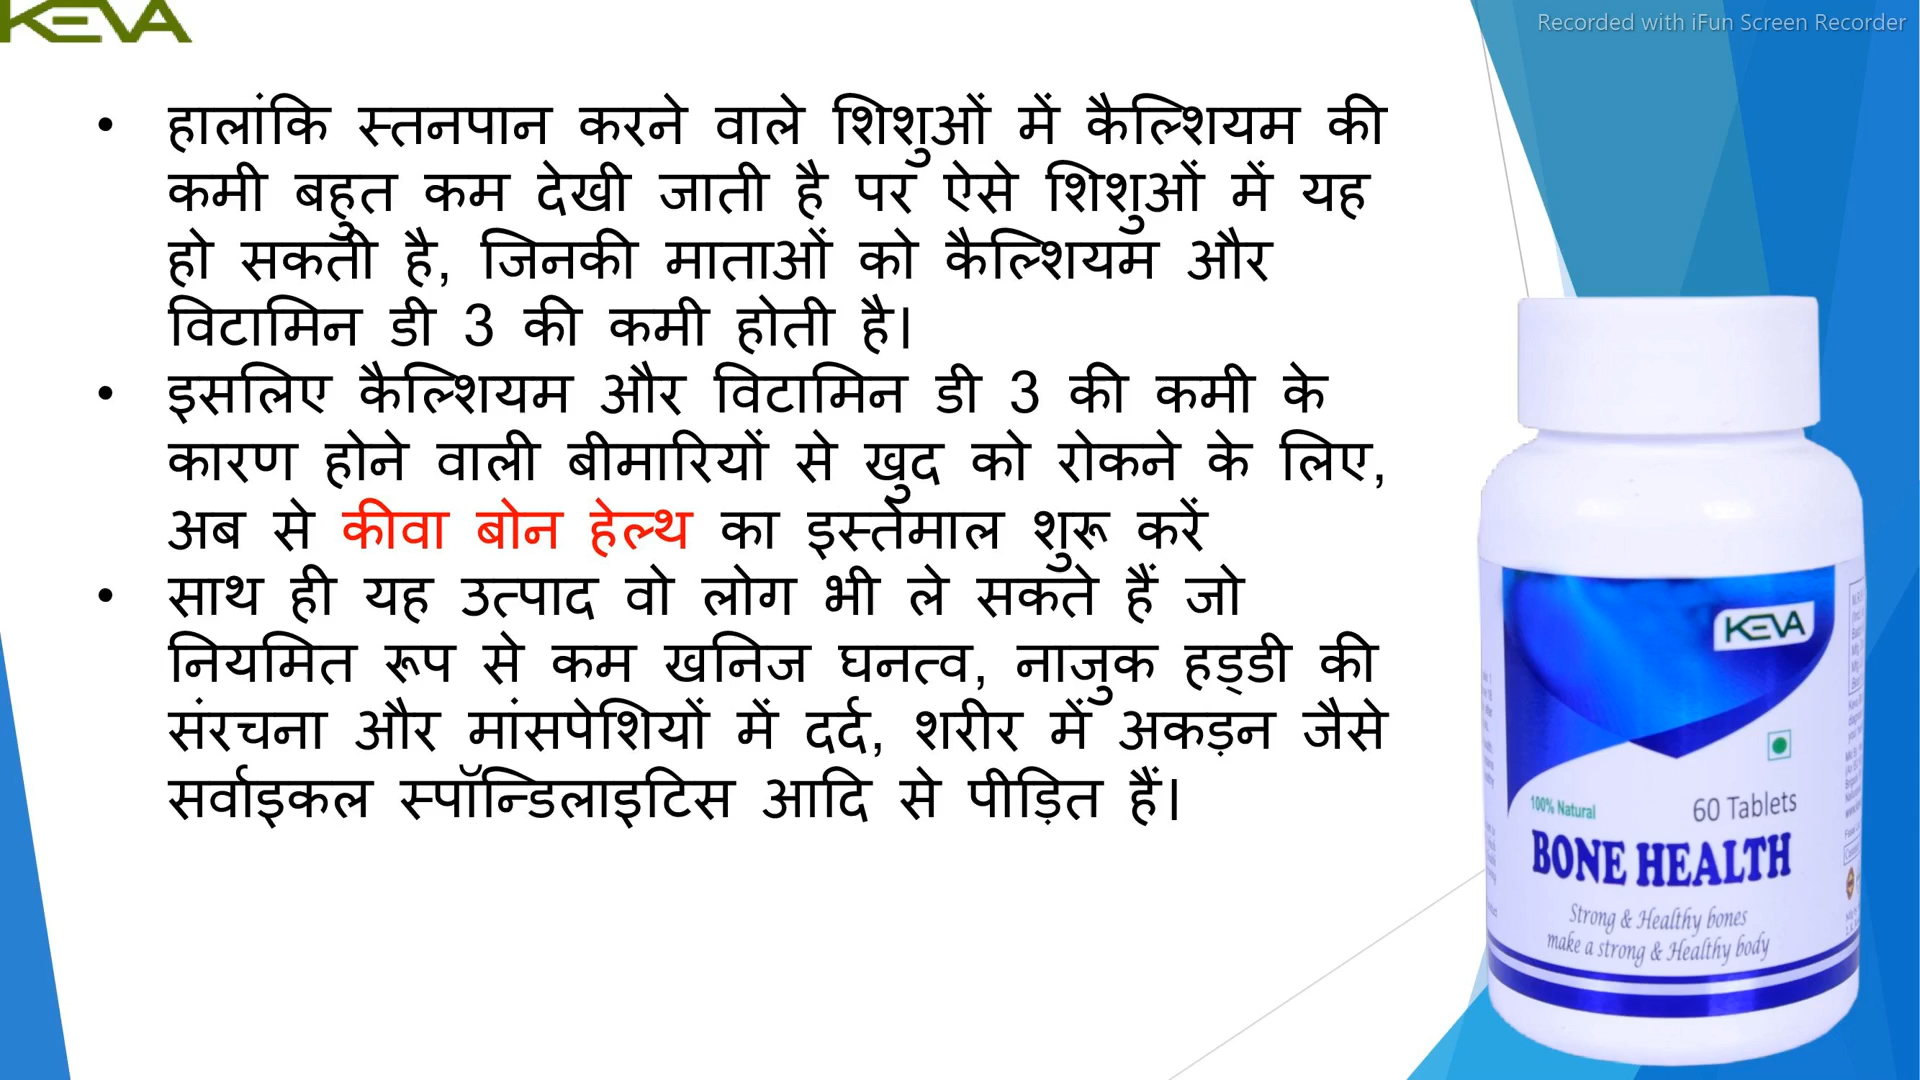 KEVA
Recorded with iFun Screen Recorder
• हालांकि स्तनपान करने वाले शिशुओं में कैल्शियम की
कमी बहुत कम देखी जाती है पर ऐसे शिशुओं में यह
हो सकती है, जिनकी माताओं को कैल्शियम और
विटामिन डी 3 की कमी होती है।
• इसलिए कैल्शियम और विटामिन डी 3 की कमी के
कारण होने वाली बीमारियों से खुद को रोकने के लिए,
अब से कीवा बोन हेल्थ का इस्तेमाल शुरू करें
• साथ ही यह उत्पाद वो लोग भी ले सकते हैं जो
नियमित रूप से कम खनिज घनत्व, नाजुक हड्डी की
संरचना और मांसपेशियों में दर्द, शरीर में अकड़न जैसे
सर्वाइकल स्पॉन्डिलाइटिस आदि से पीड़ित हैं।
KEVA
100% Natural
60 Tablets
BONE HEALTH
Strong & Healthy bones
make a strong & Healthy body